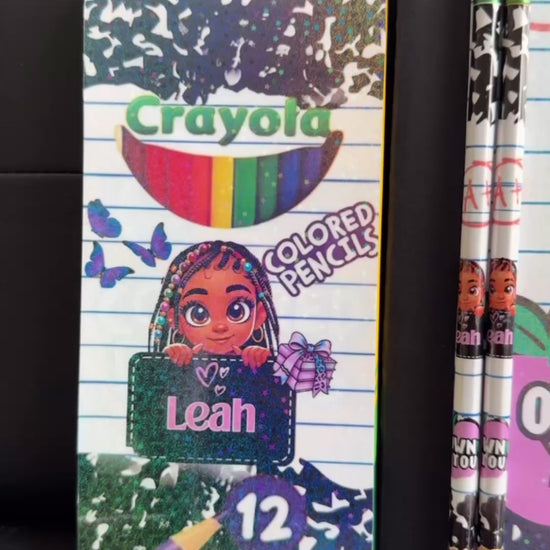 Crayola
COLORED
PENCILS
Leah
12
A+
A+
Leah
Leah